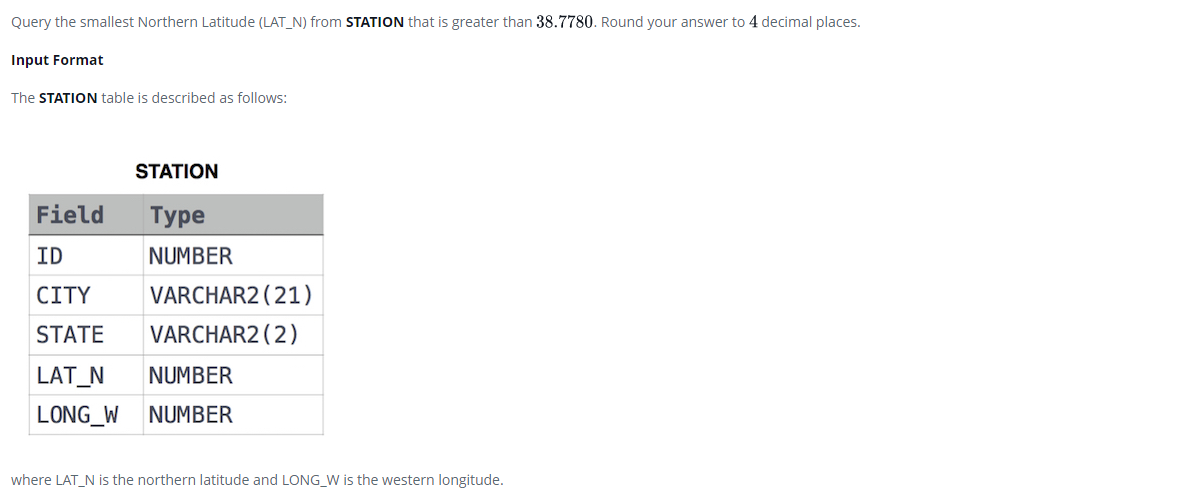 Query the smallest Northern Latitude (LAT_N) from STATION that is greater than 38.7780. Round your answer to 4 decimal places.
Input Format
The STATION table is described as follows:
STATION
Field Type
ID NUMBER
CITY VARCHAR2(21)
STATE VARCHAR2(2)
LAT_N NUMBER
LONG_W NUMBER
where LAT_N is the northern latitude and LONG_W is the western longitude.